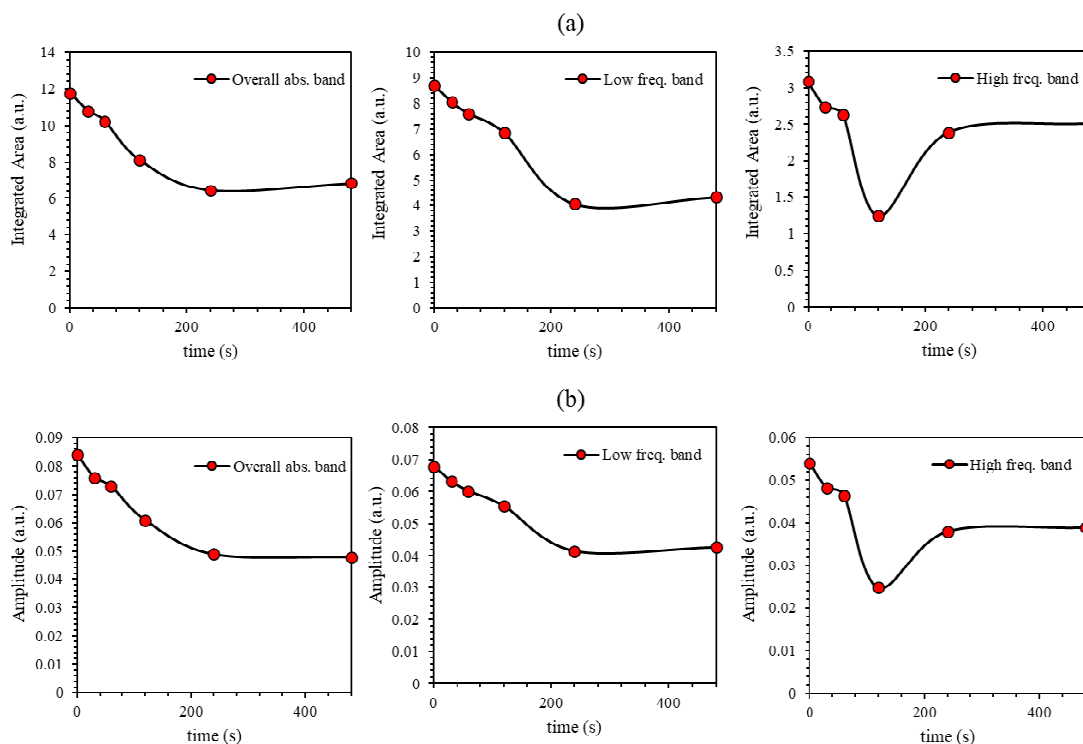 (a)
14
12
10
8
6
4
2
0
Integrated Area (a.u.)
Overall abs. band
0 200 400
time (s)
10
9
8
7
6
5
4
3
2
1
0
Integrated Area (a.u.)
Low freq. band
0 200 400
time (s)
3.5
3
2.5
2
1.5
1
0.5
0
Integrated Area (a.u.)
High freq. band
0 200 400
time (s)
(b)
0.09
0.08
0.07
0.06
0.05
0.04
0.03
0.02
0.01
0
Amplitude (a.u.)
Overall abs. band
0 200 400
time (s)
0.08
0.07
0.06
0.05
0.04
0.03
0.02
0.01
0
Amplitude (a.u.)
Low freq. band
0 200 400
time (s)
0.06
0.05
0.04
0.03
0.02
0.01
0
Amplitude (a.u.)
High freq. band
0 200 400
time (s)